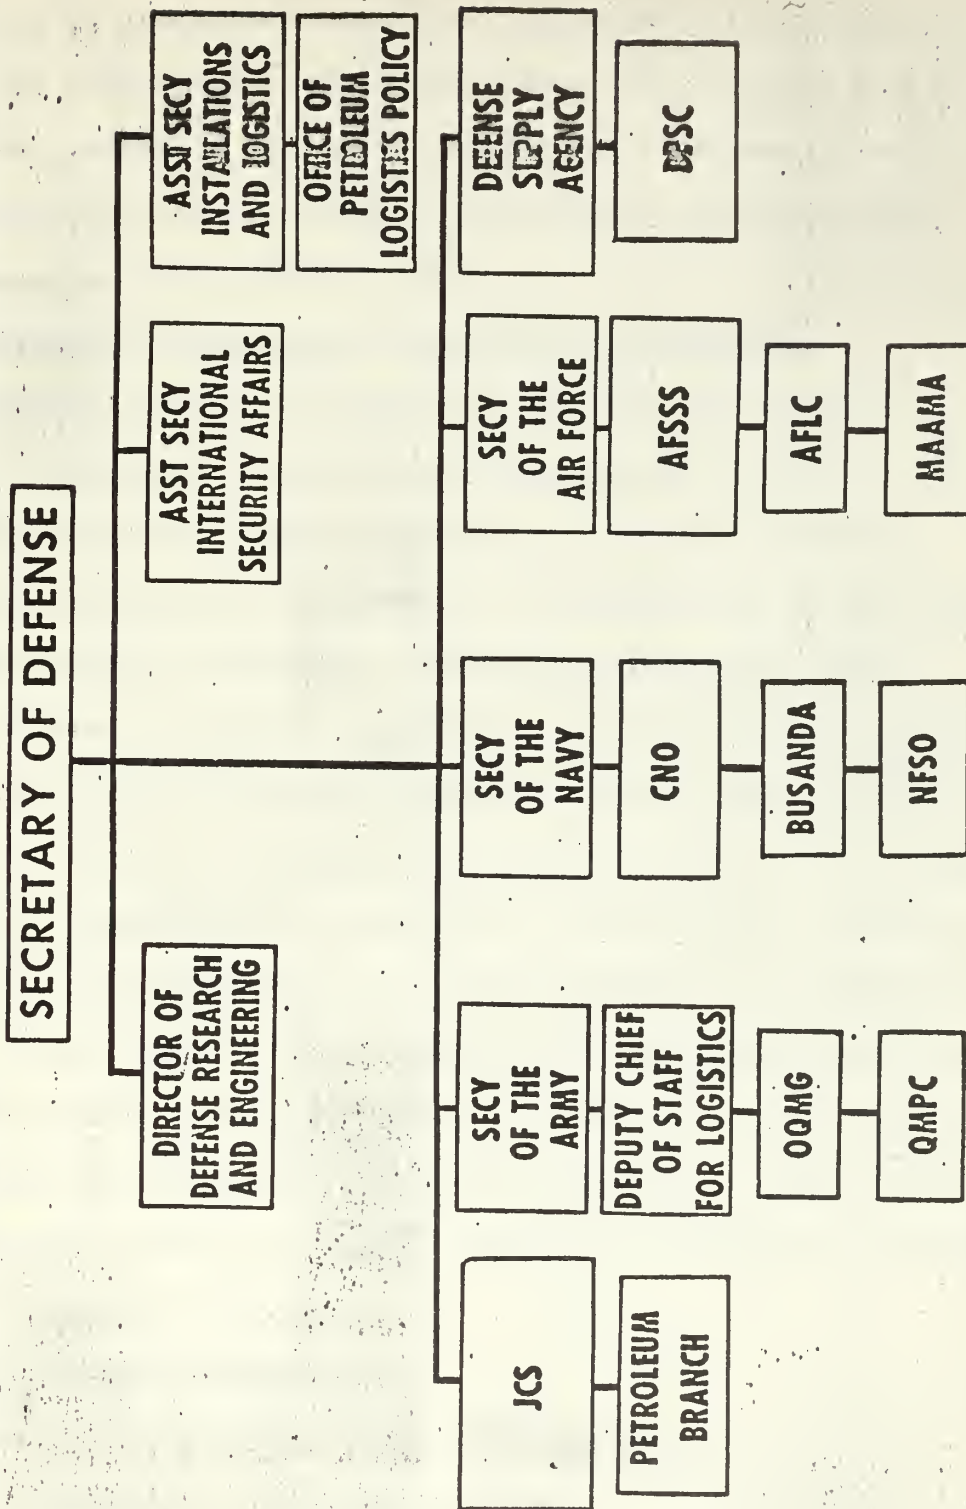 SECRETARY OF DEFENSE
DIRECTOR OF
DEFENSE RESEARCH
AND ENGINEERING
ASST SECY
INTERNATIONAL
SECURITY AFFAIRS
ASST SECY
INSTALLATIONS
AND LOGISTICS
OFFICE OF
PETROLEUM
LOGISTICS POLICY
JCS
PETROLEUM
BRANCH
SECY
OF THE
ARMY
DEPUTY CHIEF
OF STAFF
FOR LOGISTICS
OQMG
QMPC
SECY
OF THE
NAVY
CNO
BUSANDA
NFSO
SECY
OF THE
AIR FORCE
AFSSS
AFLC
MAAMA
DEFENSE
SUPPLY
AGENCY
DPSC